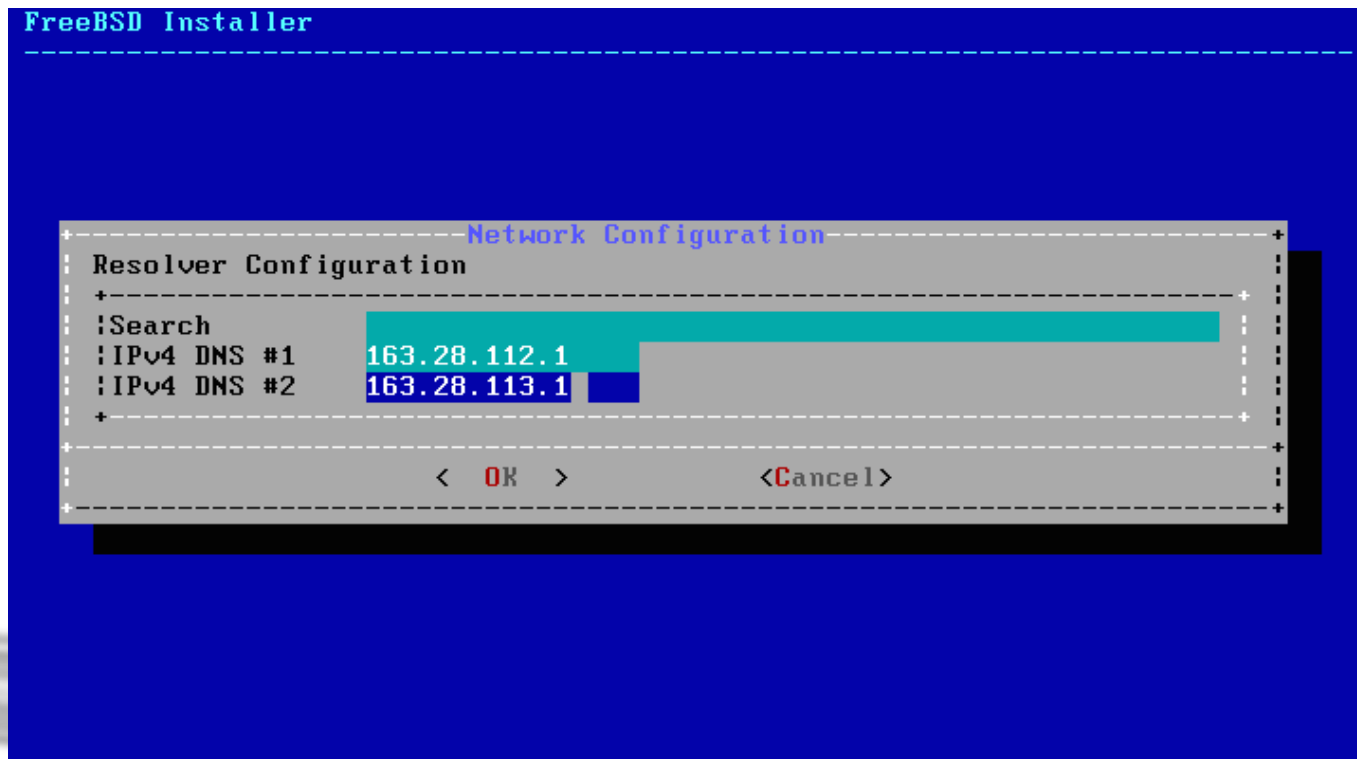 FreeBSD Installer
Network Configuration
Resolver Configuration
Search
IPv4 DNS #1 163.28.112.1
IPv4 DNS #2 163.28.113.1
< OK > <Cancel>